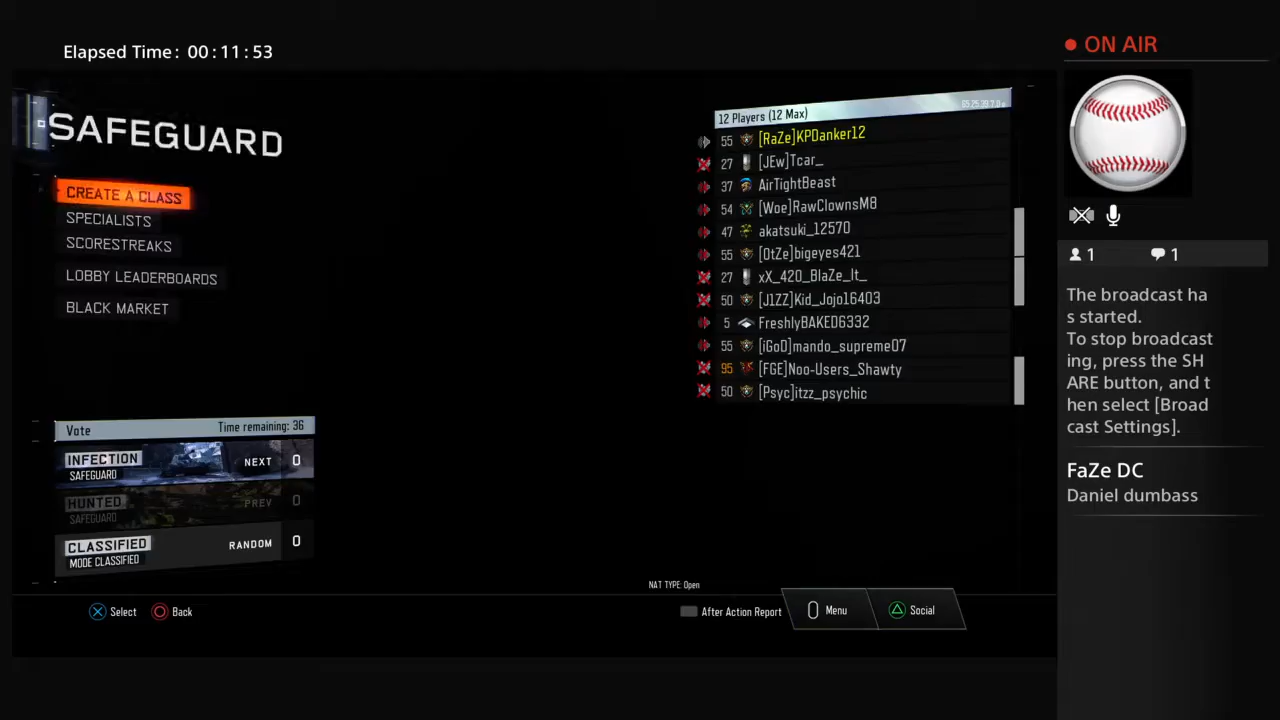 Elapsed Time: 00:11:53
ON AIR
SAFEGUARD
CREATE A CLASS
SPECIALISTS
SCORESTREAKS
LOBBY LEADERBOARDS
BLACK MARKET
12 Players (12 Max)
55 [RaZe]KPDanker12
27 [JEw]Tcar_
37 AirTightBeast
54 [Woe]RawClownsM8
47 akatsuki_12570
55 [OtZe]bigeyes421
27 xX_420_BlaZe_It_
50 [J1ZZ]Kid_Jojo16403
5 FreshlyBAKED6332
55 [iGoD]mando_supreme07
95 [FGE]Noo-Users_Shawty
50 [Psyc]itzz_psychic
Vote Time remaining: 36
INFECTION NEXT 0
SAFEGUARD
HUNTED PREV 0
SAFEGUARD
CLASSIFIED RANDOM 0
MODE CLASSIFIED
NAT TYPE: Open
Select Back After Action Report Menu Social
1 1
The broadcast ha
s started.
To stop broadcast
ing, press the SH
ARE button, and t
hen select [Broad
cast Settings].
FaZe DC
Daniel dumbass